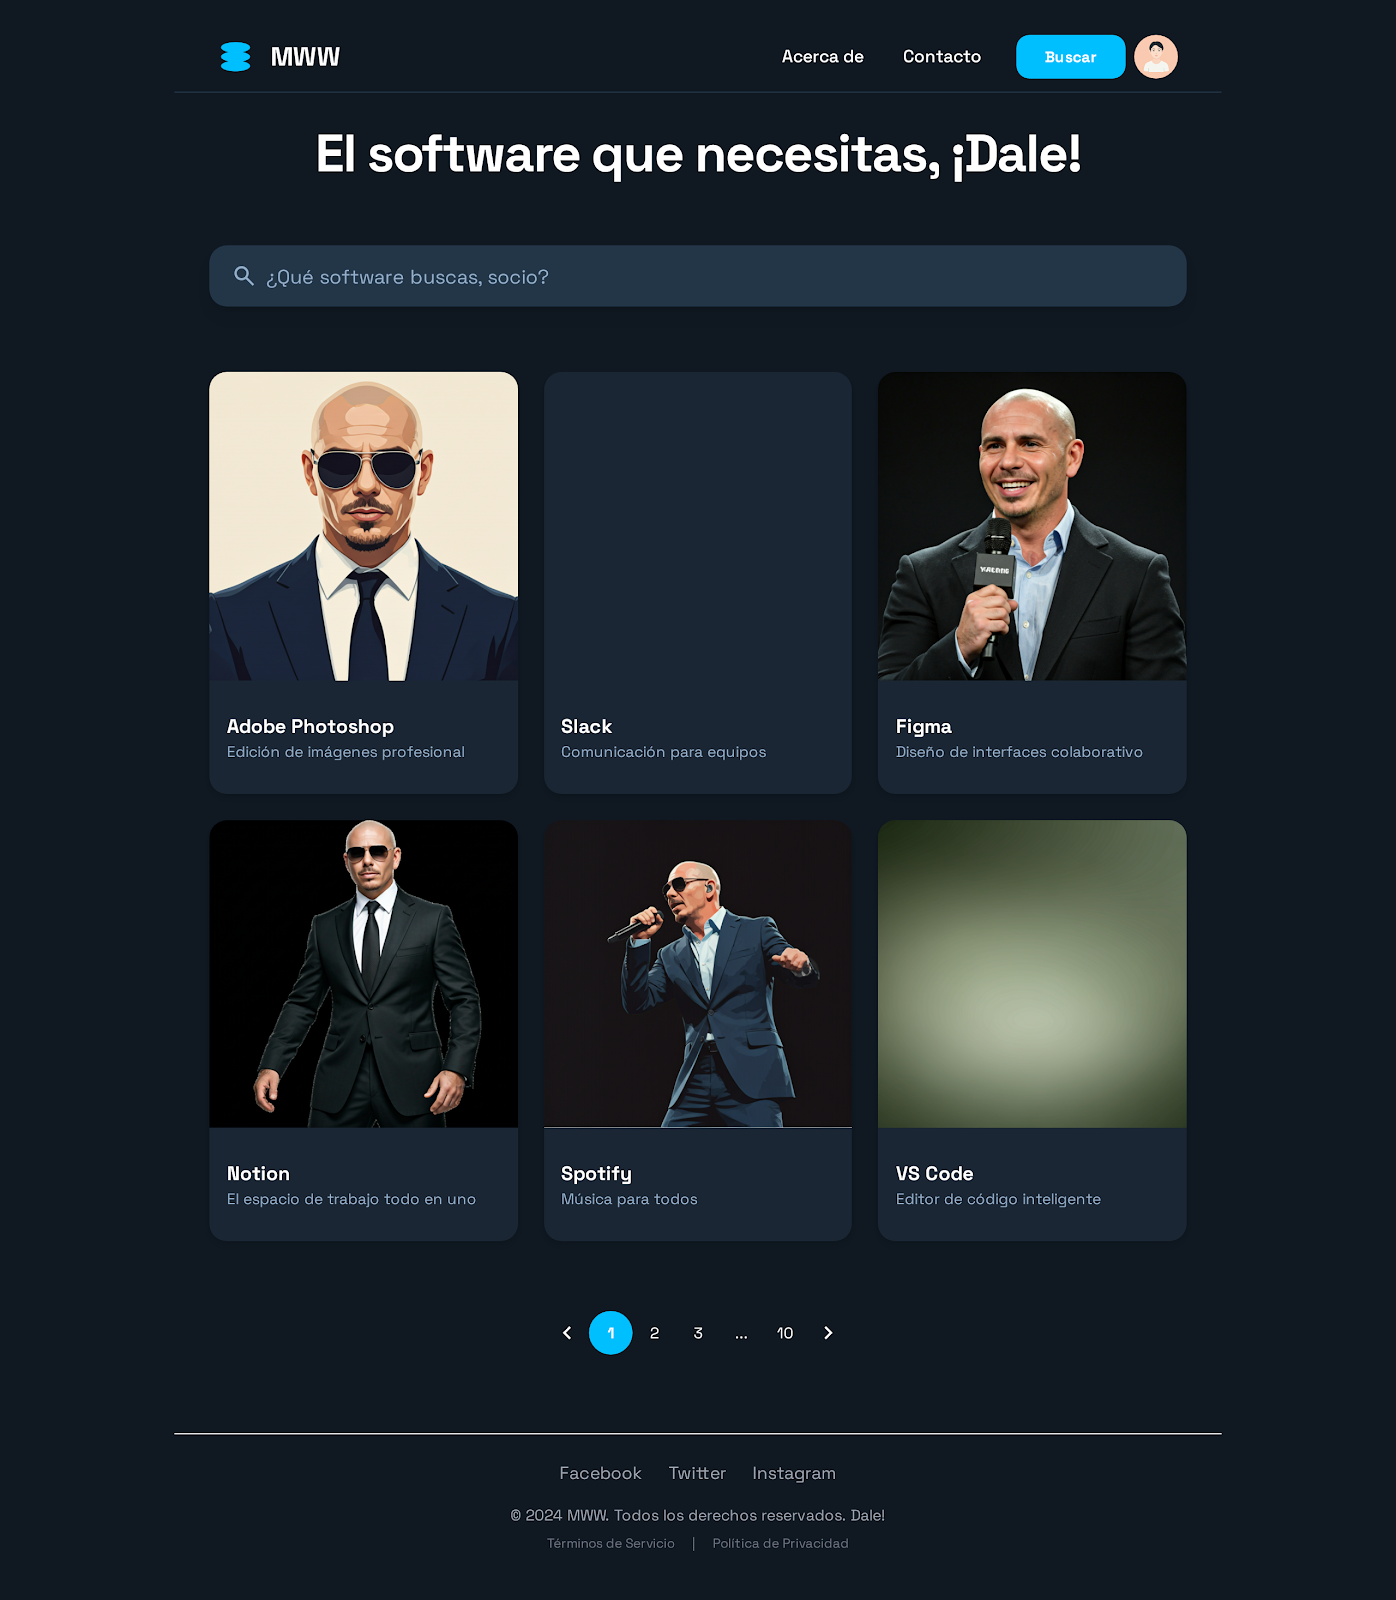 MWW
Acerca de
Contacto
Buscar
El software que necesitas, ¡Dale!
¿Qué software buscas, socio?
Adobe Photoshop
Edición de imágenes profesional
Slack
Comunicación para equipos
Figma
Diseño de interfaces colaborativo
Notion
El espacio de trabajo todo en uno
Spotify
Música para todos
VS Code
Editor de código inteligente
1 2 3 ... 10
Facebook Twitter Instagram
© 2024 MWW. Todos los derechos reservados. Dale!
Términos de Servicio | Política de Privacidad